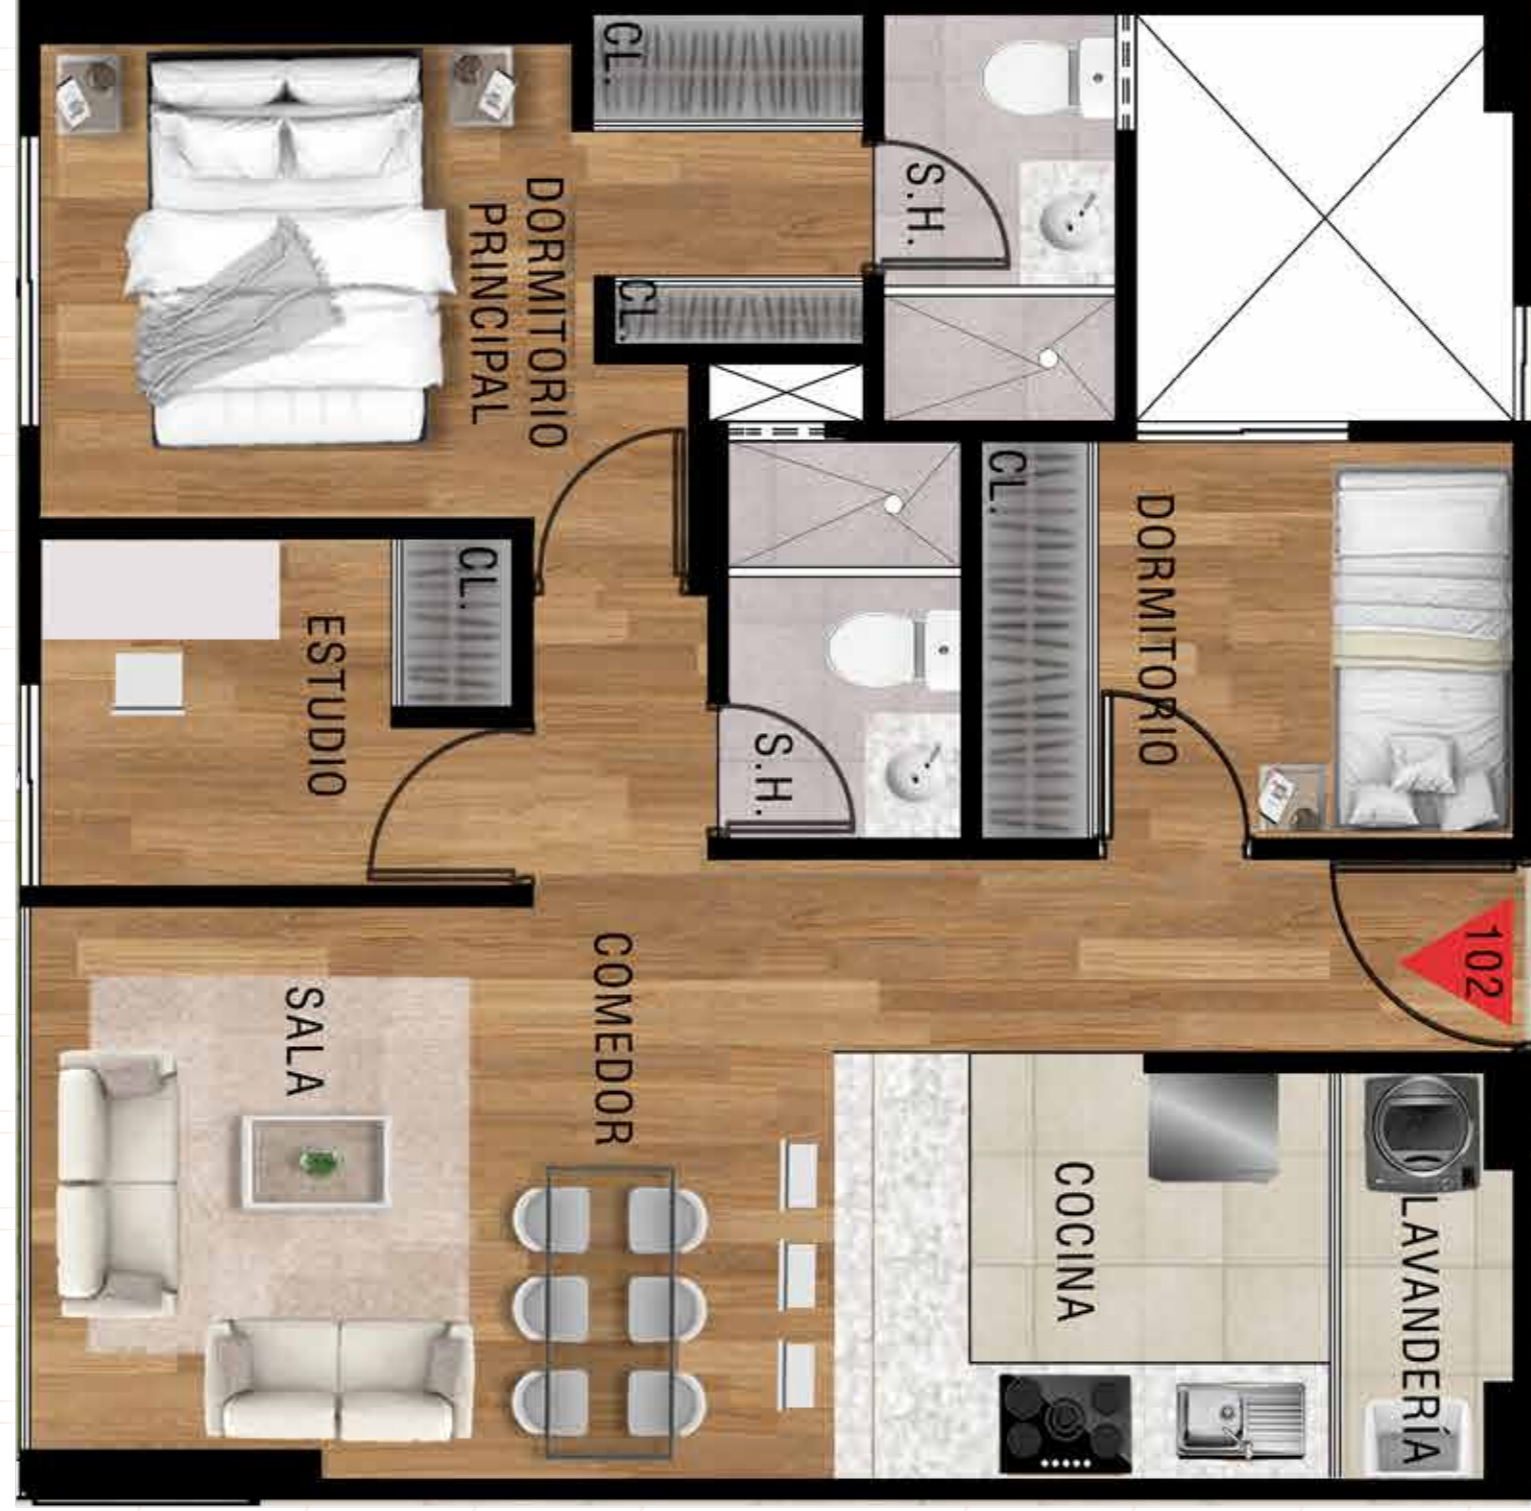 CL.
S.H.
DORMITORIO
PRINCIPAL
CL.
CL.
DORMITORIO
CL.
ESTUDIO
S.H.
102
COMEDOR
SALA
COCINA
LAVANDERÍA